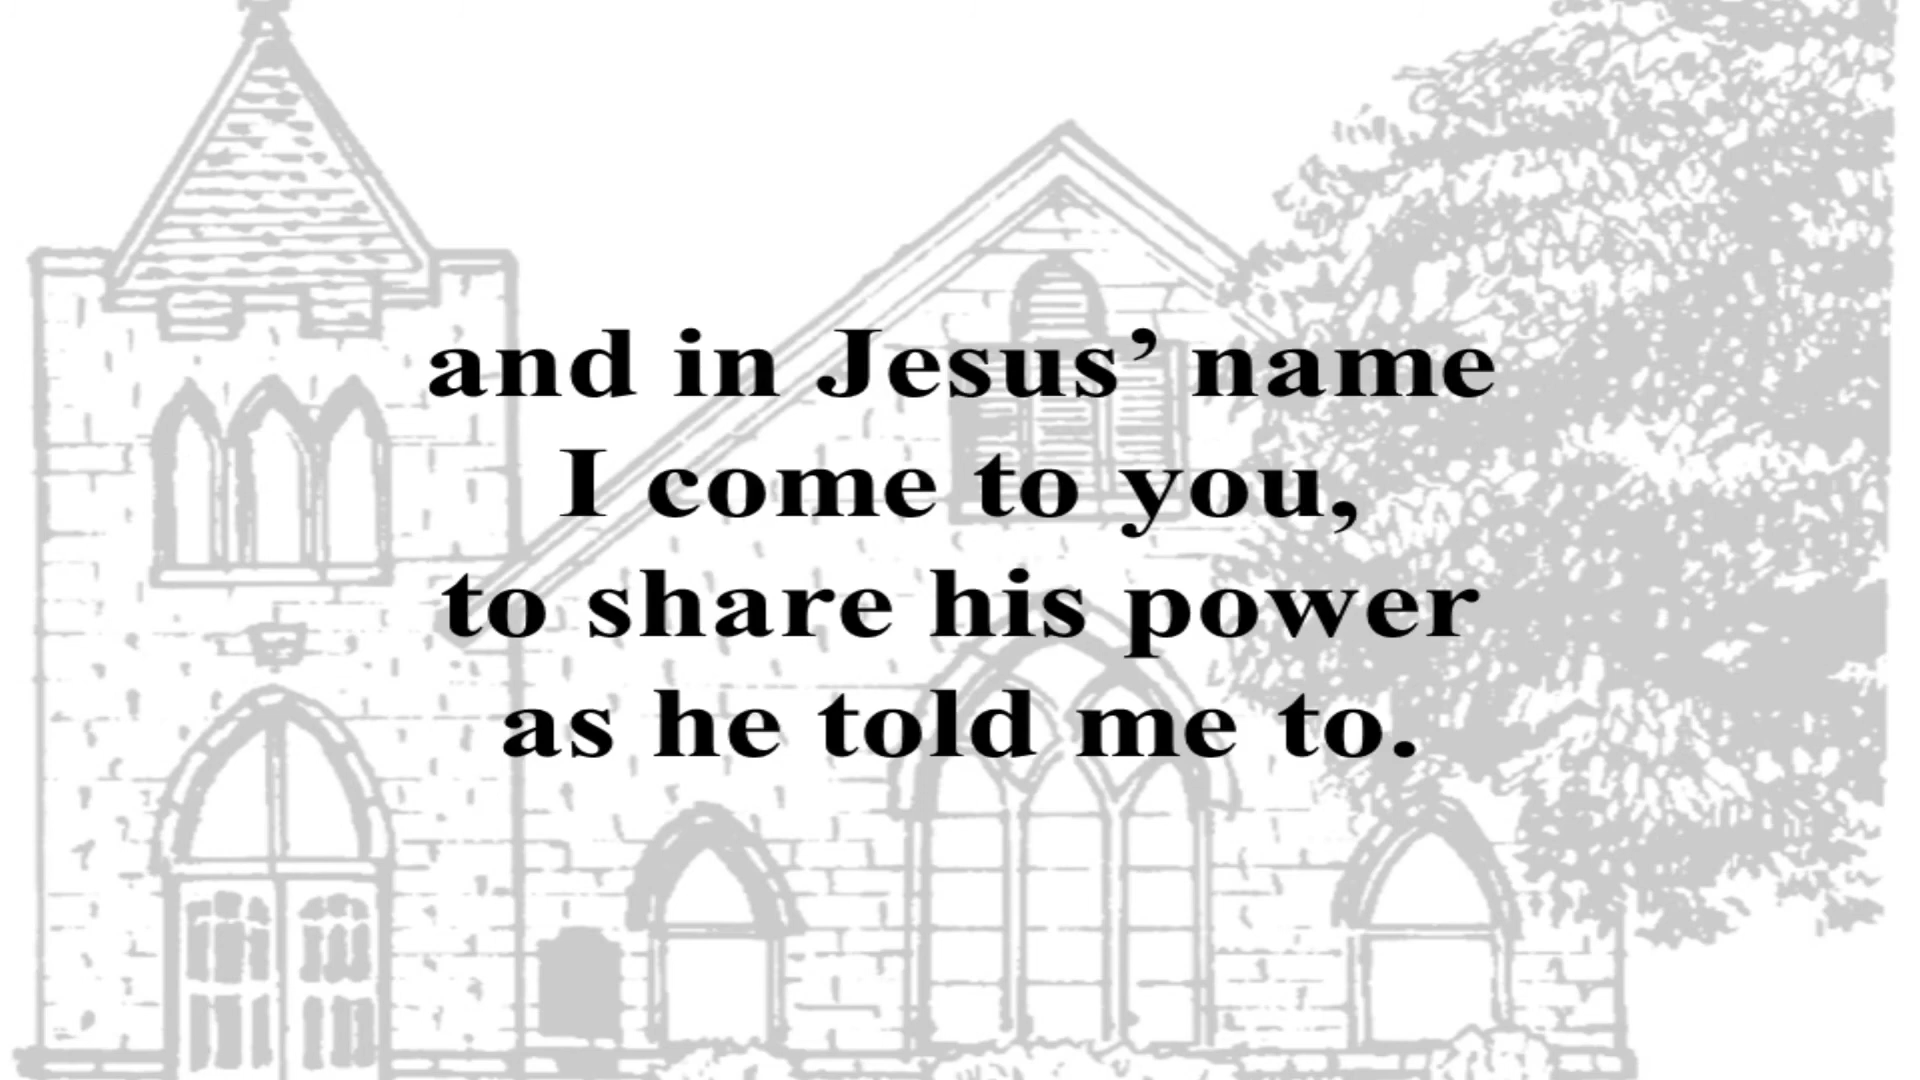 and in Jesus’ name
I come to you,
to share his power
as he told me to.